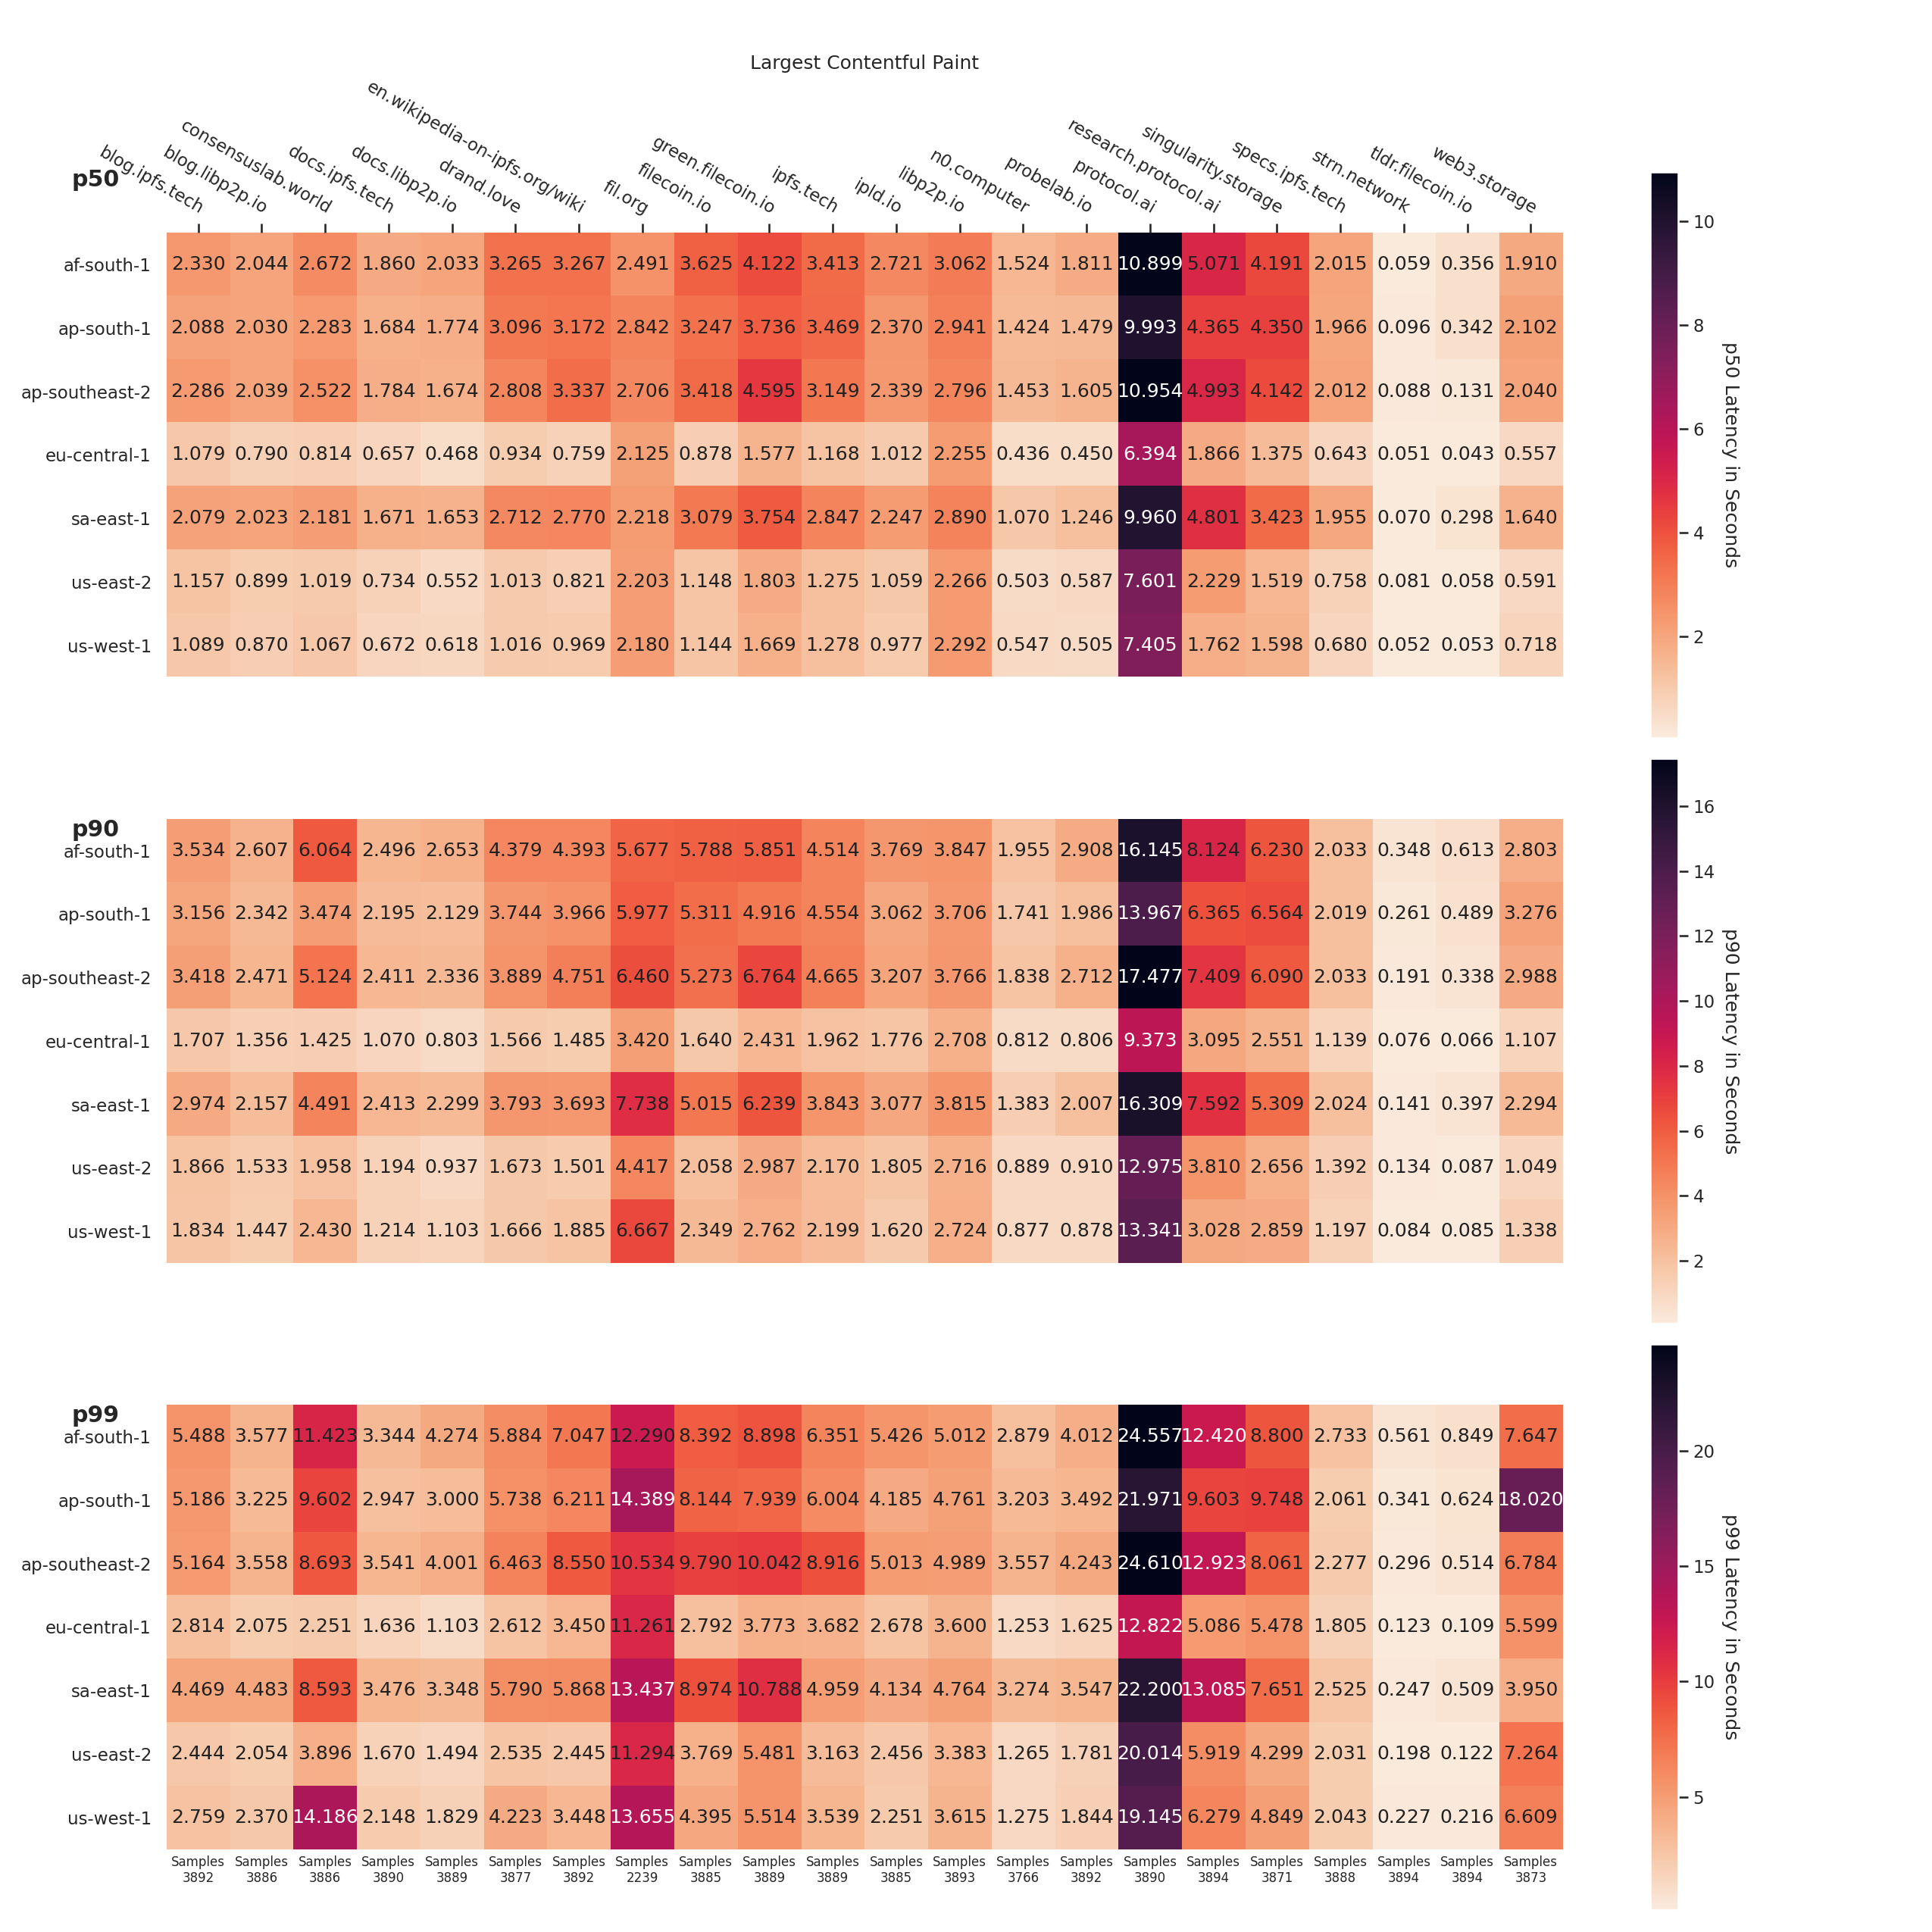 Largest Contentful Paint
p50
blog.ipfs.tech
blog.libp2p.io
consensuslab.world
docs.ipfs.tech
docs.libp2p.io
drand.love
en.wikipedia-on-ipfs.org/wiki
fil.org
filecoin.io
green.filecoin.io
ipfs.tech
ipld.io
libp2p.io
n0.computer
probelab.io
protocol.ai
research.protocol.ai
singularity.storage
specs.ipfs.tech
strn.network
tldr.filecoin.io
web3.storage
af-south-1 2.330 2.044 2.672 1.860 2.033 3.265 3.267 2.491 3.625 4.122 3.413 2.721 3.062 1.524 1.811 10.899 5.071 4.191 2.015 0.059 0.356 1.910
ap-south-1 2.088 2.030 2.283 1.684 1.774 3.096 3.172 2.842 3.247 3.736 3.469 2.370 2.941 1.424 1.479 9.993 4.365 4.350 1.966 0.096 0.342 2.102
ap-southeast-2 2.286 2.039 2.522 1.784 1.674 2.808 3.337 2.706 3.418 4.595 3.149 2.339 2.796 1.453 1.605 10.954 4.993 4.142 2.012 0.088 0.131 2.040
eu-central-1 1.079 0.790 0.814 0.657 0.468 0.934 0.759 2.125 0.878 1.577 1.168 1.012 2.255 0.436 0.450 6.394 1.866 1.375 0.643 0.051 0.043 0.557
sa-east-1 2.079 2.023 2.181 1.671 1.653 2.712 2.770 2.218 3.079 3.754 2.847 2.247 2.890 1.070 1.246 9.960 4.801 3.423 1.955 0.070 0.298 1.640
us-east-2 1.157 0.899 1.019 0.734 0.552 1.013 0.821 2.203 1.148 1.803 1.275 1.059 2.266 0.503 0.587 7.601 2.229 1.519 0.758 0.081 0.058 0.591
us-west-1 1.089 0.870 1.067 0.672 0.618 1.016 0.969 2.180 1.144 1.669 1.278 0.977 2.292 0.547 0.505 7.405 1.762 1.598 0.680 0.052 0.053 0.718
10
8
6
4
2
p50 Latency in Seconds
p90
af-south-1 3.534 2.607 6.064 2.496 2.653 4.379 4.393 5.677 5.788 5.851 4.514 3.769 3.847 1.955 2.908 16.145 8.124 6.230 2.033 0.348 0.613 2.803
ap-south-1 3.156 2.342 3.474 2.195 2.129 3.744 3.966 5.977 5.311 4.916 4.554 3.062 3.706 1.741 1.986 13.967 6.365 6.564 2.019 0.261 0.489 3.276
ap-southeast-2 3.418 2.471 5.124 2.411 2.336 3.889 4.751 6.460 5.273 6.764 4.665 3.207 3.766 1.838 2.712 17.477 7.409 6.090 2.033 0.191 0.338 2.988
eu-central-1 1.707 1.356 1.425 1.070 0.803 1.566 1.485 3.420 1.640 2.431 1.962 1.776 2.708 0.812 0.806 9.373 3.095 2.551 1.139 0.076 0.066 1.107
sa-east-1 2.974 2.157 4.491 2.413 2.299 3.793 3.693 7.738 5.015 6.239 3.843 3.077 3.815 1.383 2.007 16.309 7.592 5.309 2.024 0.141 0.397 2.294
us-east-2 1.866 1.533 1.958 1.194 0.937 1.673 1.501 4.417 2.058 2.987 2.170 1.805 2.716 0.889 0.910 12.975 3.810 2.656 1.392 0.134 0.087 1.049
us-west-1 1.834 1.447 2.430 1.214 1.103 1.666 1.885 6.667 2.349 2.762 2.199 1.620 2.724 0.877 0.878 13.341 3.028 2.859 1.197 0.084 0.085 1.338
16
14
12
10
8
6
4
2
p90 Latency in Seconds
p99
af-south-1 5.488 3.577 11.423 3.344 4.274 5.884 7.047 12.290 8.392 8.898 6.351 5.426 5.012 2.879 4.012 24.557 12.420 8.800 2.733 0.561 0.849 7.647
ap-south-1 5.186 3.225 9.602 2.947 3.000 5.738 6.211 14.389 8.144 7.939 6.004 4.185 4.761 3.203 3.492 21.971 9.603 9.748 2.061 0.341 0.624 18.020
ap-southeast-2 5.164 3.558 8.693 3.541 4.001 6.463 8.550 10.534 9.790 10.042 8.916 5.013 4.989 3.557 4.243 24.610 12.923 8.061 2.277 0.296 0.514 6.784
eu-central-1 2.814 2.075 2.251 1.636 1.103 2.612 3.450 11.261 2.792 3.773 3.682 2.678 3.600 1.253 1.625 12.822 5.086 5.478 1.805 0.123 0.109 5.599
sa-east-1 4.469 4.483 8.593 3.476 3.348 5.790 5.868 13.437 8.974 10.788 4.959 4.134 4.764 3.274 3.547 22.200 13.085 7.651 2.525 0.247 0.509 3.950
us-east-2 2.444 2.054 3.896 1.670 1.494 2.535 2.445 11.294 3.769 5.481 3.163 2.456 3.383 1.265 1.781 20.014 5.919 4.299 2.031 0.198 0.122 7.264
us-west-1 2.759 2.370 14.186 2.148 1.829 4.223 3.448 13.655 4.395 5.514 3.539 2.251 3.615 1.275 1.844 19.145 6.279 4.849 2.043 0.227 0.216 6.609
20
15
10
5
p99 Latency in Seconds
Samples Samples Samples Samples Samples Samples Samples Samples Samples Samples Samples Samples Samples Samples Samples Samples Samples Samples Samples Samples Samples Samples
3892 3886 3886 3890 3889 3877 3892 2239 3885 3889 3889 3885 3893 3766 3892 3890 3894 3871 3888 3894 3894 3873